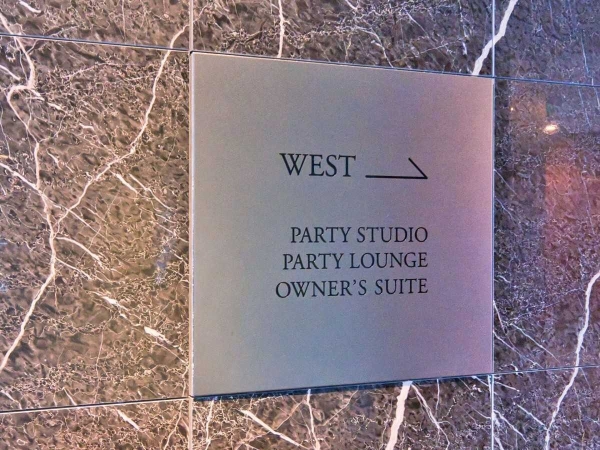 WEST
PARTY STUDIO
PARTY LOUNGE
OWNER'S SUITE